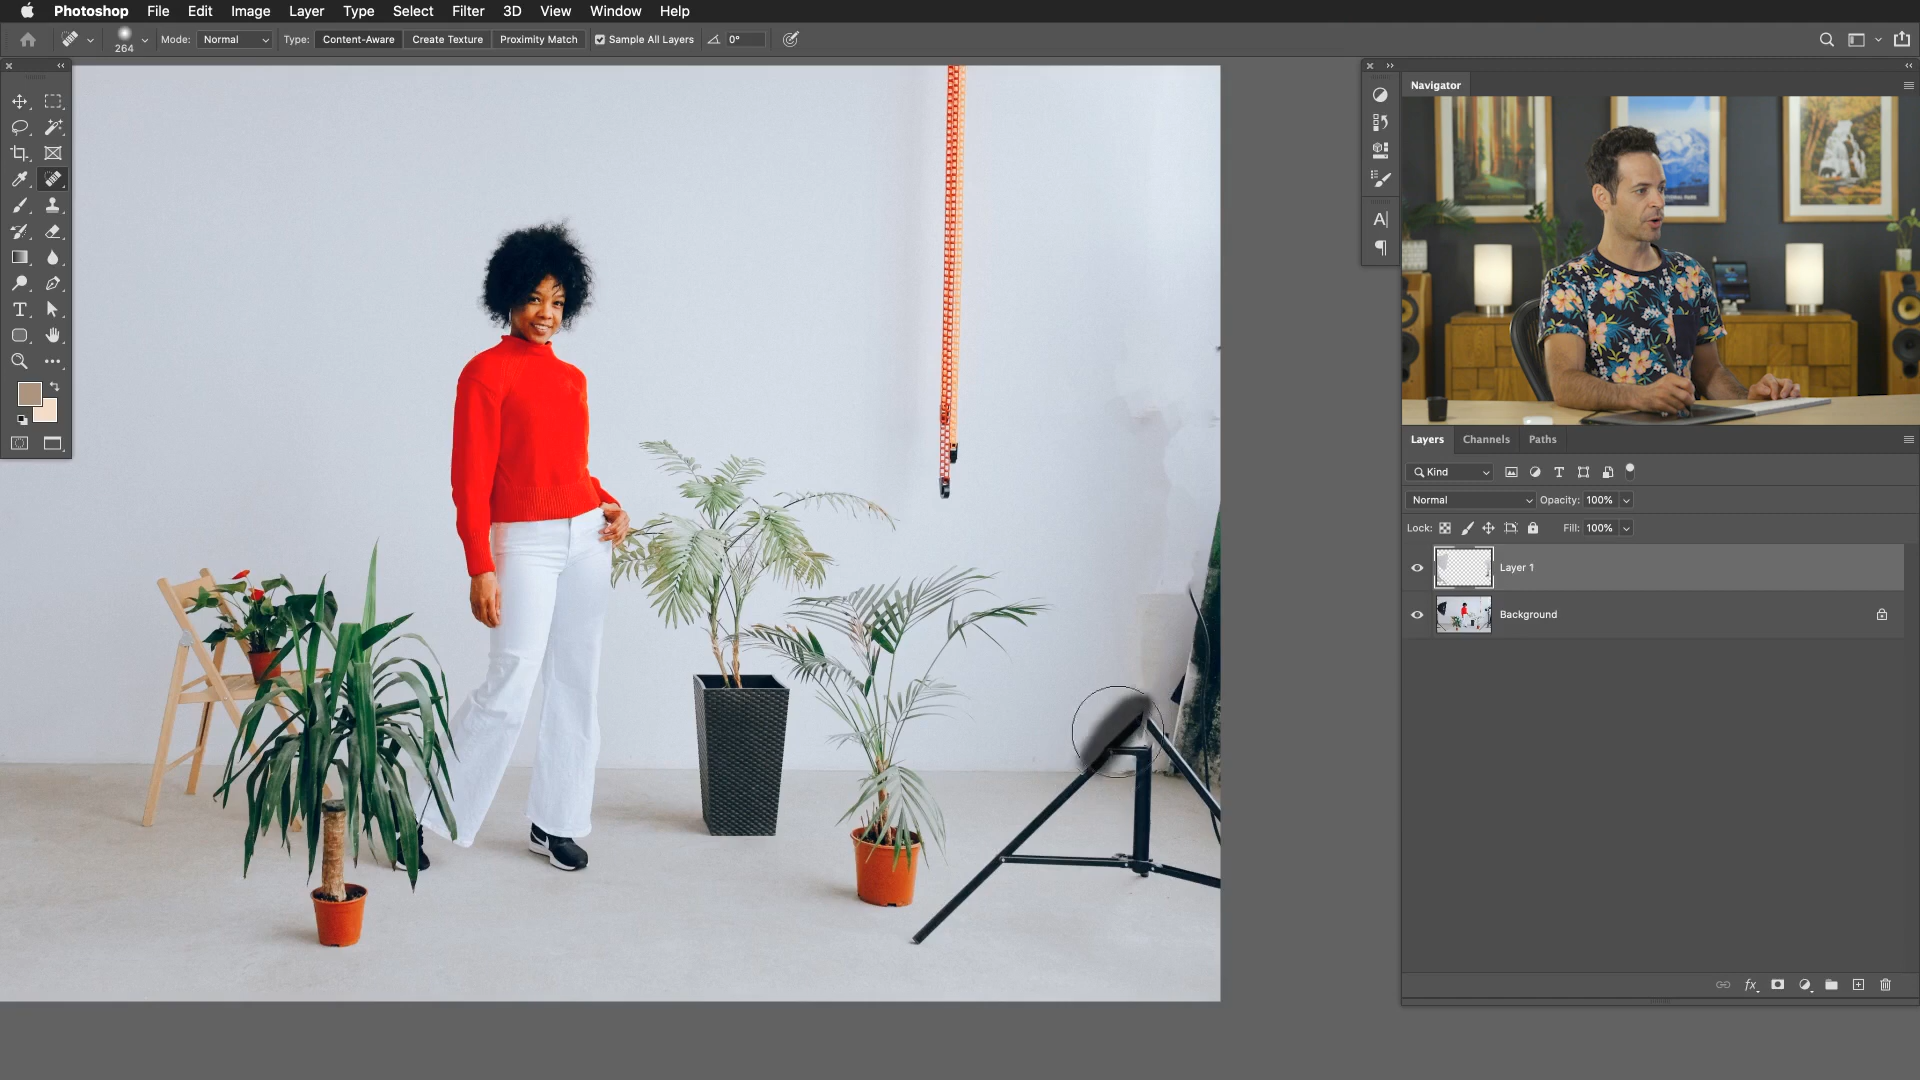 Photoshop File Edit Image Layer Type Select Filter 3D View Window Help
264 Mode: Normal Type: Content-Aware Create Texture Proximity Match Sample All Layers 0°
Navigator
Layers Channels Paths
Kind
Normal Opacity: 100%
Lock: Fill: 100%
Layer 1
Background